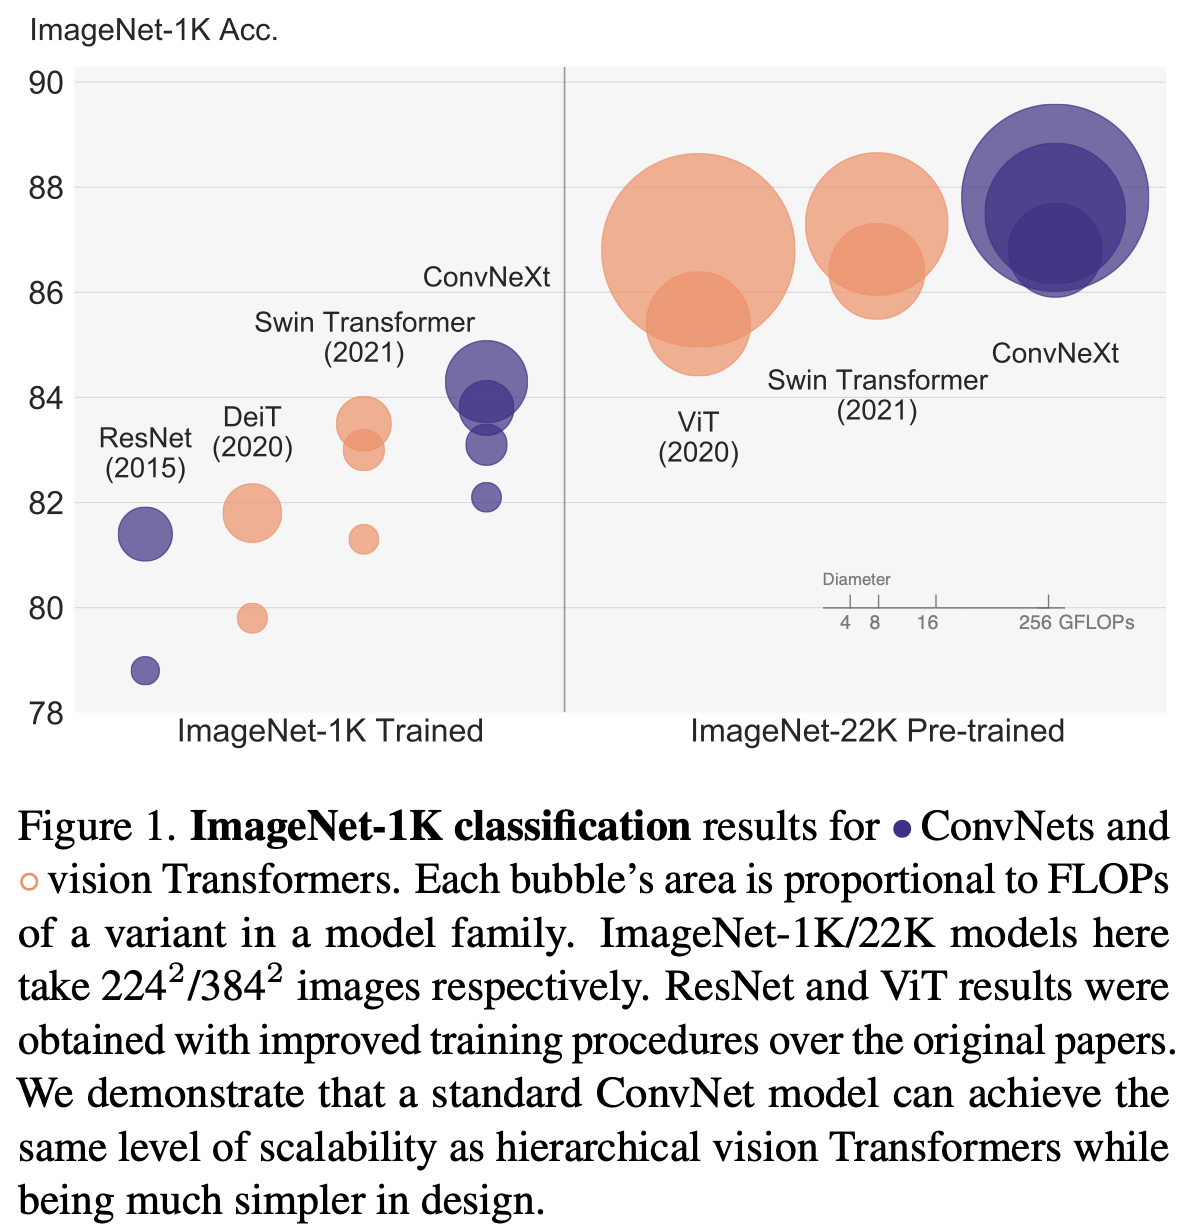 ImageNet-1K Acc.
90
88
86
84
82
80
78
ResNet
(2015)
DeiT
(2020)
Swin Transformer
(2021)
ConvNeXt
ViT
(2020)
Swin Transformer
(2021)
ConvNeXt
Diameter
4 8 16 256 GFLOPs
ImageNet-1K Trained
ImageNet-22K Pre-trained
Figure 1. ImageNet-1K classification results for ● ConvNets and
○ vision Transformers. Each bubble’s area is proportional to FLOPs
of a variant in a model family. ImageNet-1K/22K models here
take 224²/384² images respectively. ResNet and ViT results were
obtained with improved training procedures over the original papers.
We demonstrate that a standard ConvNet model can achieve the
same level of scalability as hierarchical vision Transformers while
being much simpler in design.